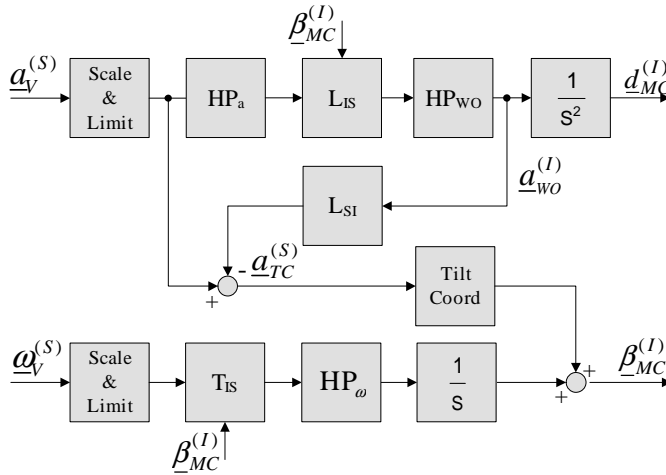 β_MC^(I)
a_V^(S)
Scale
&
Limit
HPₐ
L_IS
HP_WO
1
S²
d_MC^(I)
a_WO^(I)
L_SI
- a_TC^(S)
+
Tilt
Coord
ω_V^(S)
Scale
&
Limit
T_IS
HP_ω
1
S
+
+
β_MC^(I)
β_MC^(I)